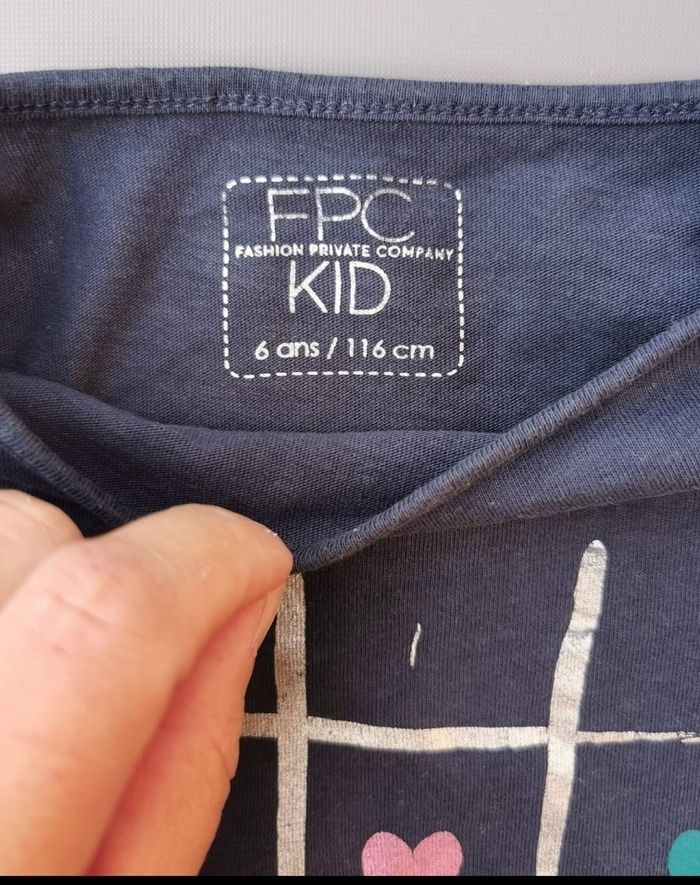 FPC
FASHION PRIVATE COMPANY
KID
6 ans / 116 cm